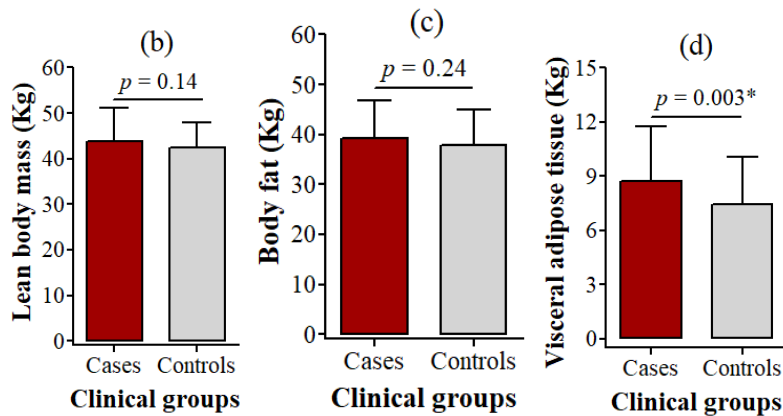 (b)
p = 0.14
Lean body mass (Kg)
60
50
40
30
20
10
0
Cases Controls
Clinical groups
(c)
p = 0.24
Body fat (Kg)
60
50
40
30
20
10
0
Cases Controls
Clinical groups
(d)
p = 0.003*
Visceral adipose tissue (Kg)
15
12
9
6
3
0
Cases Controls
Clinical groups